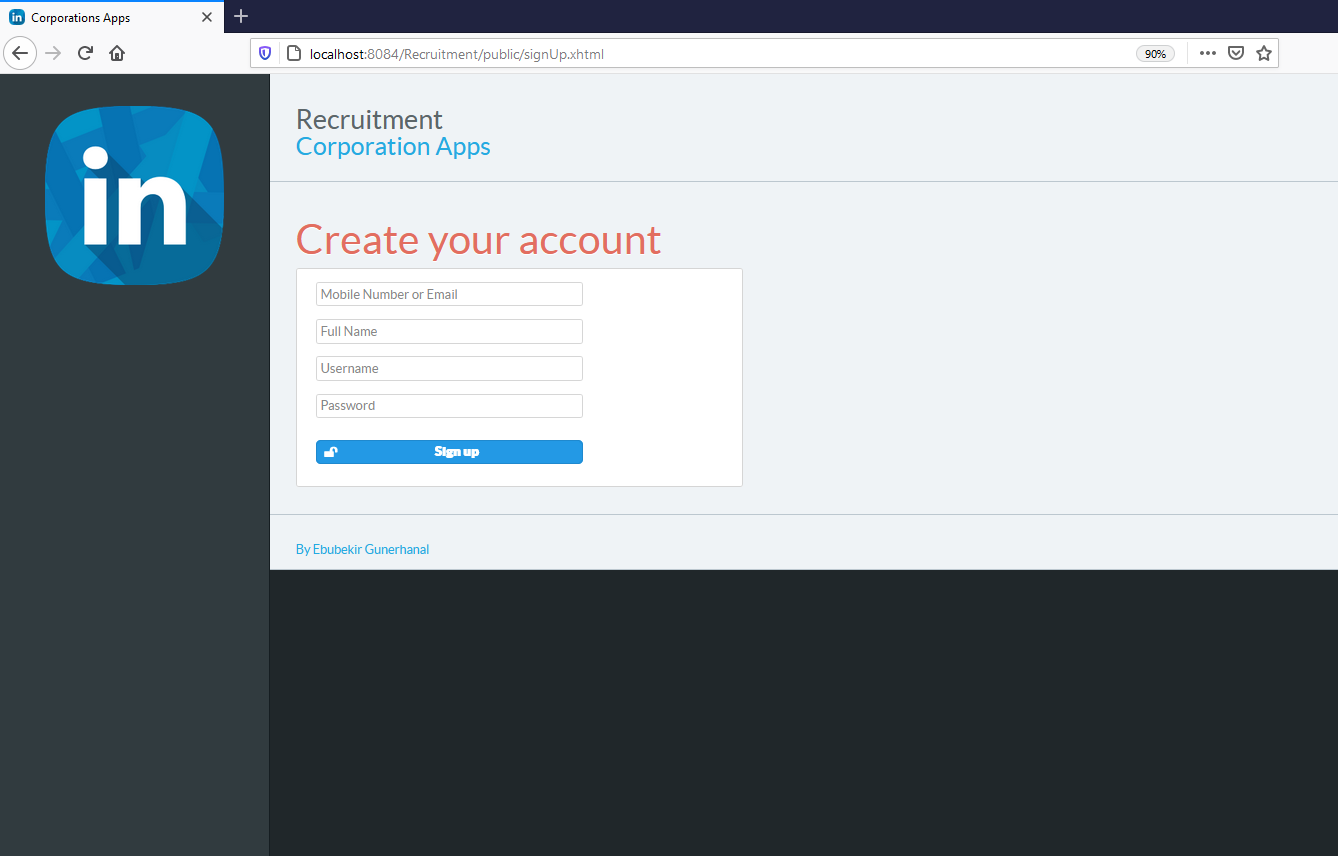 Corporations Apps
localhost:8084/Recruitment/public/signUp.xhtml
90%
in
Recruitment
Corporation Apps
Create your account
Mobile Number or Email
Full Name
Username
Password
Sign up
By Ebubekir Gunerhanal